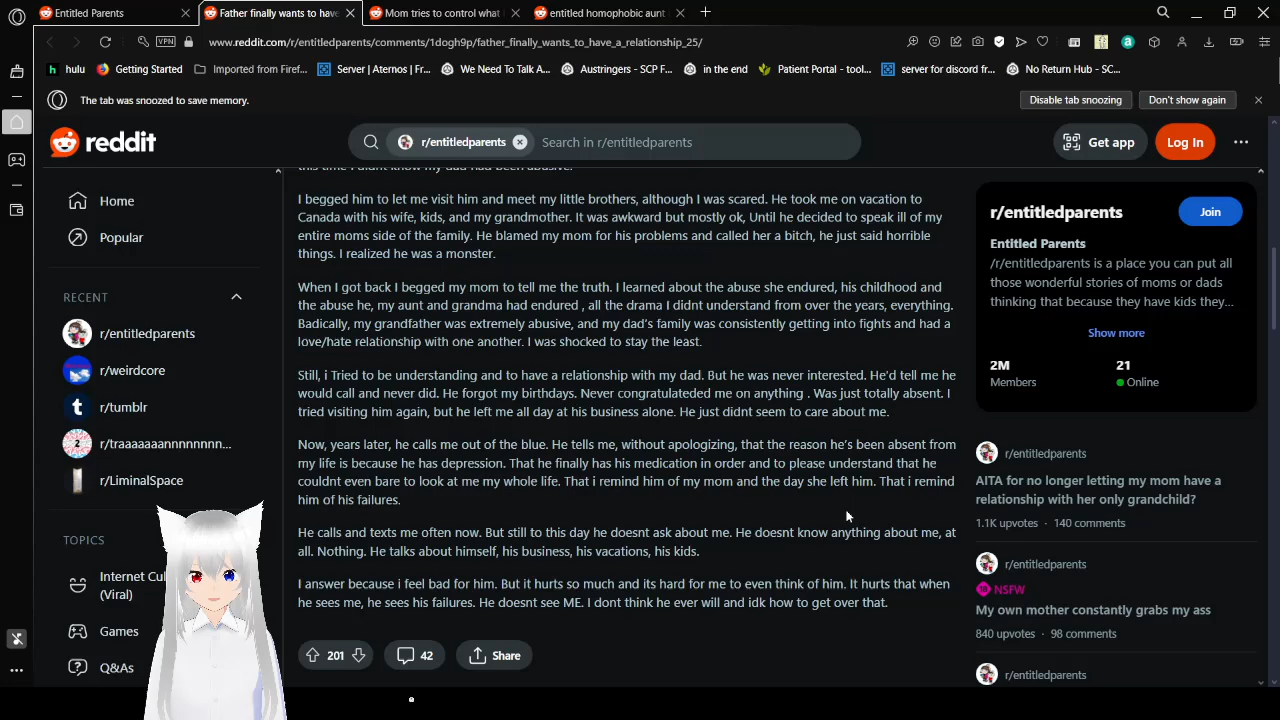 Entitled Parents
Father finally wants to have
Mom tries to control what
entitled homophobic aunt
VPN
www.reddit.com/r/entitledparents/comments/1dogh9p/father_finally_wants_to_have_a_relationship_25/
hulu
Getting Started
Imported from Firef...
Server | Aternos | Fr...
We Need To Talk A...
Austringers - SCP F...
in the end
Patient Portal - tool...
server for discord fr...
No Return Hub - SC...
The tab was snoozed to save memory.
Disable tab snoozing
Don't show again
reddit
r/entitledparents
Search in r/entitledparents
Get app
Log In
Home
Popular
RECENT
r/entitledparents
r/weirdcore
r/tumblr
r/traaaaaaannnnnnnn...
r/LiminalSpace
TOPICS
Internet Cul
(Viral)
Games
Q&As
this time I didnt know my dad had been abusive.
I begged him to let me visit him and meet my little brothers, although I was scared. He took me on vacation to
Canada with his wife, kids, and my grandmother. It was awkward but mostly ok, Until he decided to speak ill of my
entire moms side of the family. He blamed my mom for his problems and called her a bitch, he just said horrible
things. I realized he was a monster.
When I got back I begged my mom to tell me the truth. I learned about the abuse she endured, his childhood and
the abuse he, my aunt and grandma had endured , all the drama I didnt understand from over the years, everything.
Badically, my grandfather was extremely abusive, and my dad's family was consistently getting into fights and had a
love/hate relationship with one another. I was shocked to stay the least.
Still, i Tried to be understanding and to have a relationship with my dad. But he was never interested. He'd tell me he
would call and never did. He forgot my birthdays. Never congratulateded me on anything . Was just totally absent. I
tried visiting him again, but he left me all day at his business alone. He just didnt seem to care about me.
Now, years later, he calls me out of the blue. He tells me, without apologizing, that the reason he's been absent from
my life is because he has depression. That he finally has his medication in order and to please understand that he
couldnt even bare to look at me my whole life. That i remind him of my mom and the day she left him. That i remind
him of his failures.
He calls and texts me often now. But still to this day he doesnt ask about me. He doesnt know anything about me, at
all. Nothing. He talks about himself, his business, his vacations, his kids.
I answer because i feel bad for him. But it hurts so much and its hard for me to even think of him. It hurts that when
he sees me, he sees his failures. He doesnt see ME. I dont think he ever will and idk how to get over that.
201
42
Share
r/entitledparents
Join
Entitled Parents
/r/entitledparents is a place you can put all
those wonderful stories of moms or dads
thinking that because they have kids they...
Show more
2M
Members
21
Online
r/entitledparents
AITA for no longer letting my mom have a
relationship with her only grandchild?
1.1K upvotes · 140 comments
r/entitledparents
18 NSFW
My own mother constantly grabs my ass
840 upvotes · 98 comments
r/entitledparents